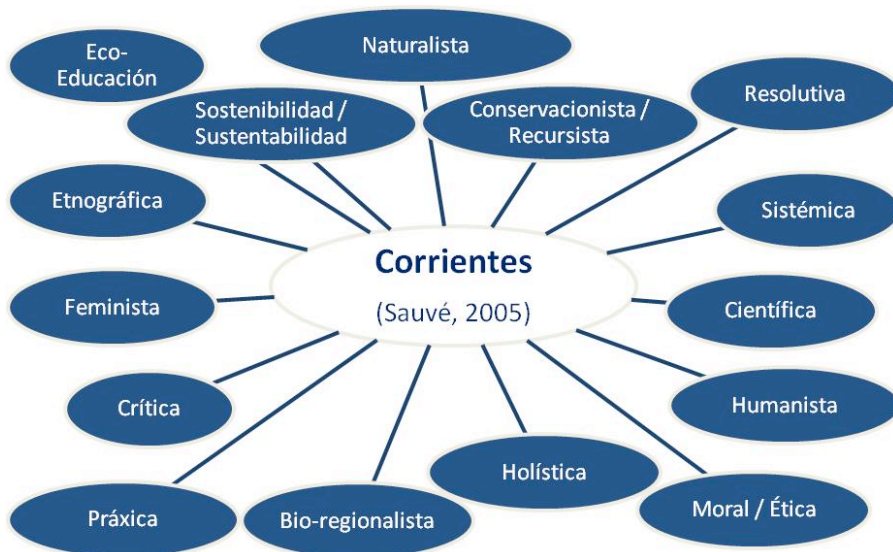 Naturalista
Eco-
Educación
Sostenibilidad /
Sustentabilidad
Conservacionista /
Recursista
Resolutiva
Etnográfica
Sistémica
Corrientes
(Sauvé, 2005)
Feminista
Científica
Crítica
Humanista
Holística
Práxica
Bio-regionalista
Moral / Ética